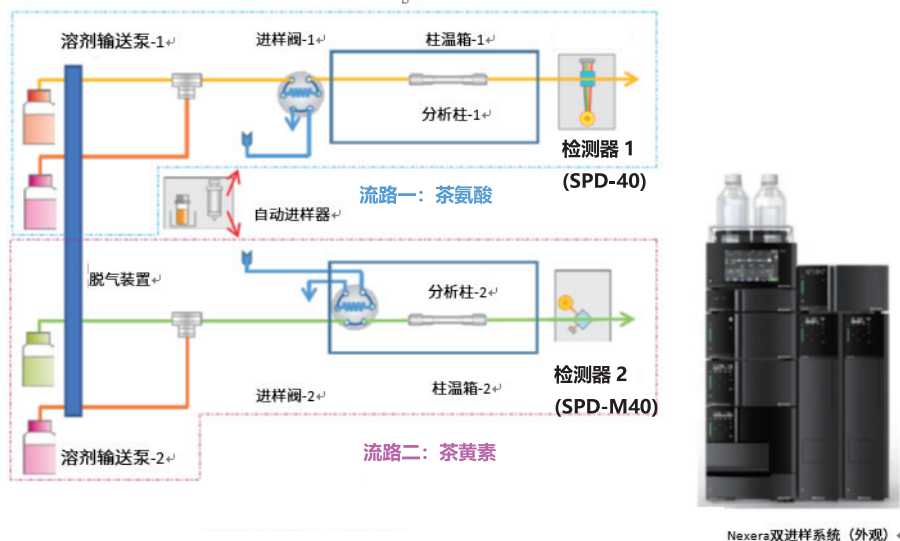 溶剂输送泵-1
进样阀-1
柱温箱-1
分析柱-1
检测器 1
(SPD-40)
流路一：茶氨酸
自动进样器
脱气装置
分析柱-2
检测器 2
(SPD-M40)
进样阀-2
柱温箱-2
溶剂输送泵-2
流路二：茶黄素
Nexera双进样系统（外观）